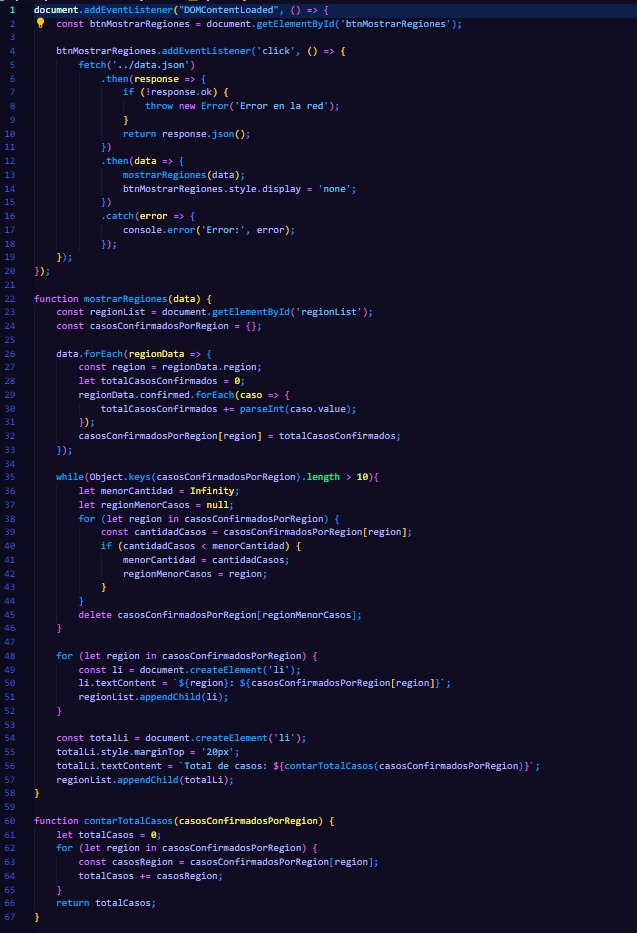 1 document.addEventListener("DOMContentLoaded", () => {
2 const btnMostrarRegiones = document.getElementById('btnMostrarRegiones');
3
4 btnMostrarRegiones.addEventListener('click', () => {
5 fetch('../data.json')
6 .then(response => {
7 if (!response.ok) {
8 throw new Error('Error en la red');
9 }
10 return response.json();
11 })
12 .then(data => {
13 mostrarRegiones(data);
14 btnMostrarRegiones.style.display = 'none';
15 })
16 .catch(error => {
17 console.error('Error:', error);
18 });
19 });
20 });
21
22 function mostrarRegiones(data) {
23 const regionList = document.getElementById('regionList');
24 const casosConfirmadosPorRegion = {};
25
26 data.forEach(regionData => {
27 const region = regionData.region;
28 let totalCasosConfirmados = 0;
29 regionData.confirmed.forEach(caso => {
30 totalCasosConfirmados += parseInt(caso.value);
31 });
32 casosConfirmadosPorRegion[region] = totalCasosConfirmados;
33 });
34
35 while(Object.keys(casosConfirmadosPorRegion).length > 10){
36 let menorCantidad = Infinity;
37 let regionMenorCasos = null;
38 for (let region in casosConfirmadosPorRegion) {
39 const cantidadCasos = casosConfirmadosPorRegion[region];
40 if (cantidadCasos < menorCantidad) {
41 menorCantidad = cantidadCasos;
42 regionMenorCasos = region;
43 }
44 }
45 delete casosConfirmadosPorRegion[regionMenorCasos];
46 }
47
48 for (let region in casosConfirmadosPorRegion) {
49 const li = document.createElement('li');
50 li.textContent = `${region}: ${casosConfirmadosPorRegion[region]}`;
51 regionList.appendChild(li);
52 }
53
54 const totalLi = document.createElement('li');
55 totalLi.style.marginTop = '20px';
56 totalLi.textContent = `Total de casos: ${contarTotalCasos(casosConfirmadosPorRegion)}`;
57 regionList.appendChild(totalLi);
58 }
59
60 function contarTotalCasos(casosConfirmadosPorRegion) {
61 let totalCasos = 0;
62 for (let region in casosConfirmadosPorRegion) {
63 const casosRegion = casosConfirmadosPorRegion[region];
64 totalCasos += casosRegion;
65 }
66 return totalCasos;
67 }